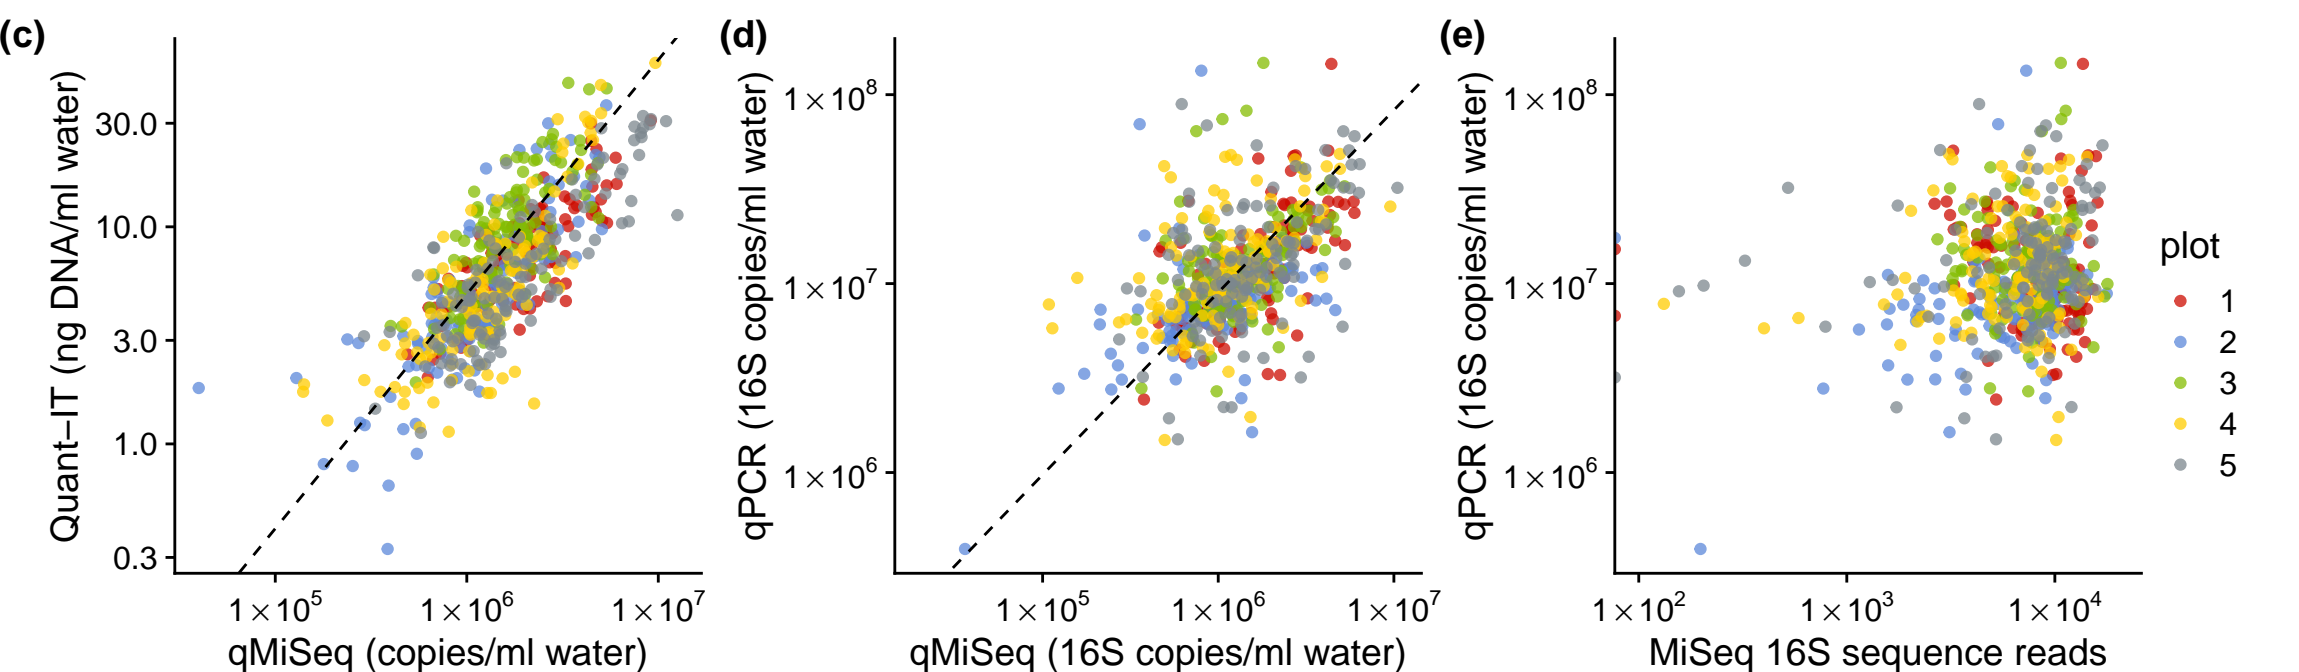 (c)
Quant−IT (ng DNA/ml water)
30.0
10.0
3.0
1.0
0.3
1×10⁵
1×10⁶
1×10⁷
qMiSeq (copies/ml water)
(d)
qPCR (16S copies/ml water)
1×10⁸
1×10⁷
1×10⁶
1×10⁵
1×10⁶
1×10⁷
qMiSeq (16S copies/ml water)
(e)
qPCR (16S copies/ml water)
1×10⁸
1×10⁷
1×10⁶
1×10²
1×10³
1×10⁴
MiSeq 16S sequence reads
plot
1
2
3
4
5